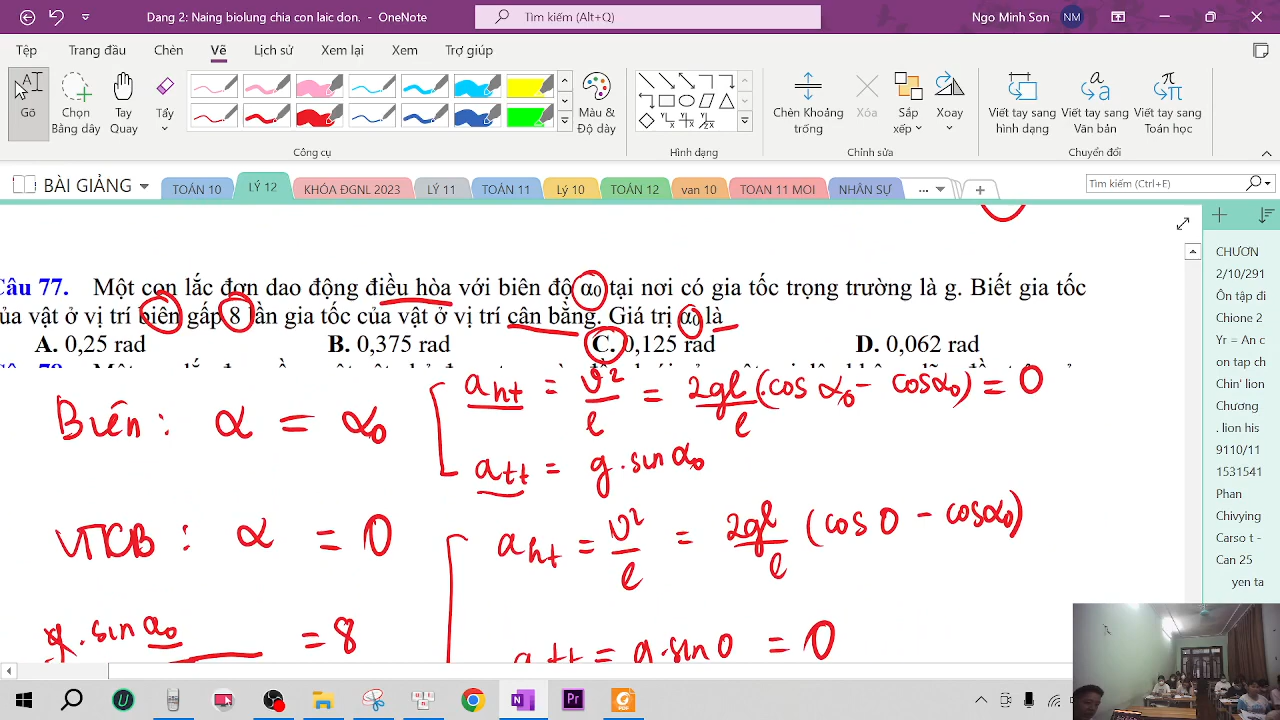 Dang 2: Naing biolung chia con laic don. - OneNote
Tìm kiếm (Alt+Q)
Ngo Minh Son
NM
Tệp Trang đầu Chèn Vẽ Lịch sử Xem lại Xem Trợ giúp
Gõ
Chọn Bằng dây
Tay Quay
Tẩy
Màu & Độ dày
Chèn Khoảng trống
Xóa
Sắp xếp
Xoay
Viết tay sang hình dạng
Viết tay sang Văn bản
Viết tay sang Toán học
Công cụ
Hình dạng
Chỉnh sửa
Chuyển đổi
BÀI GIẢNG
TOÁN 10
LÝ 12
KHÓA ĐGNL 2023
LÝ 11
TOÁN 11
Lý 10
TOÁN 12
van 10
TOAN 11 MOI
NHÂN SỰ
...
Tìm kiếm (Ctrl+E)
Câu 77. Một con lắc đơn dao động điều hòa với biên độ α₀ tại nơi có gia tốc trọng trường là g. Biết gia tốc
của vật ở vị trí biên gấp 8 lần gia tốc của vật ở vị trí cân bằng. Giá trị α₀ là
A. 0,25 rad B. 0,375 rad C. 0,125 rad D. 0,062 rad
Biên: α = α₀
a_ht = v²/l = 2gl/l (cos α₀ - cosα₀) = 0
a_tt = g.sin α₀
VTCB: α = 0
a_ht = v²/l = 2gl/l (cos 0 - cosα₀)
g.sin α₀ = 8
a_tt = g.sin 0 = 0
CHƯƠN
2/10/291
Ôn tập đi
Chione 2
Yr = An c
on tap ch
Chin' lion
Chương
. lion his
9110/11
1531541
Phan
Chivying
Carso t -
Can 25
yen ta